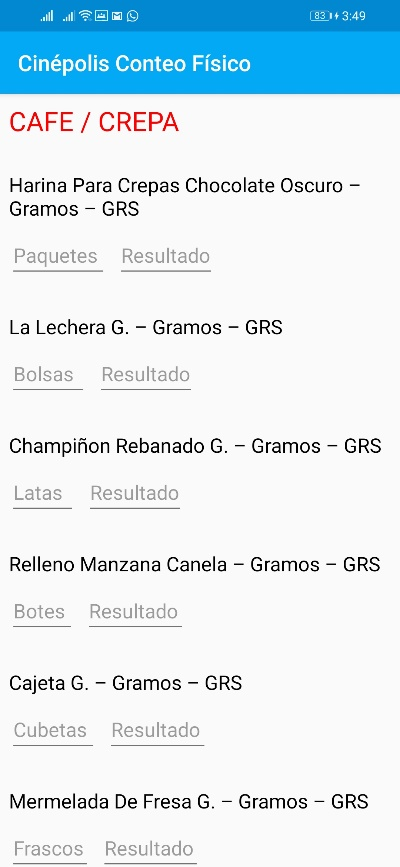 83 3:49
Cinépolis Conteo Físico
CAFE / CREPA
Harina Para Crepas Chocolate Oscuro –
Gramos – GRS
Paquetes Resultado
La Lechera G. – Gramos – GRS
Bolsas Resultado
Champiñon Rebanado G. – Gramos – GRS
Latas Resultado
Relleno Manzana Canela – Gramos – GRS
Botes Resultado
Cajeta G. – Gramos – GRS
Cubetas Resultado
Mermelada De Fresa G. – Gramos – GRS
Frascos Resultado